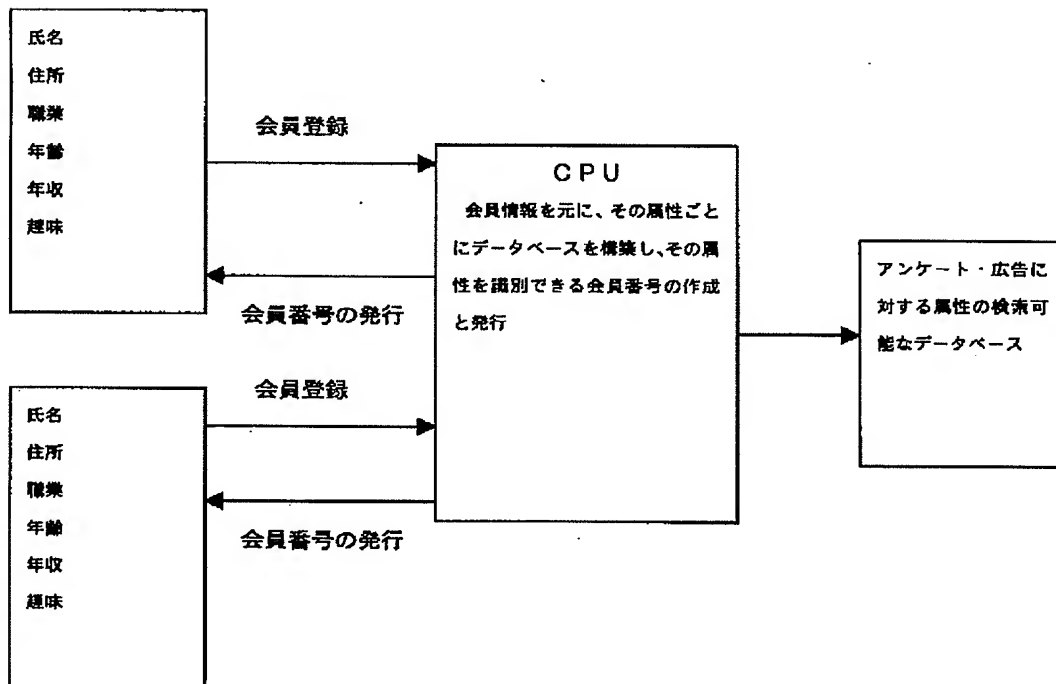 氏名
住所
職業
年齢
年収
趣味
会員登録
会員番号の発行
CPU
会員情報を元に、その属性ごと
にデータベースを構築し、その属
性を識別できる会員番号の作成
と発行
アンケート・広告に
対する属性の検索可
能なデータベース
氏名
住所
職業
年齢
年収
趣味
会員登録
会員番号の発行